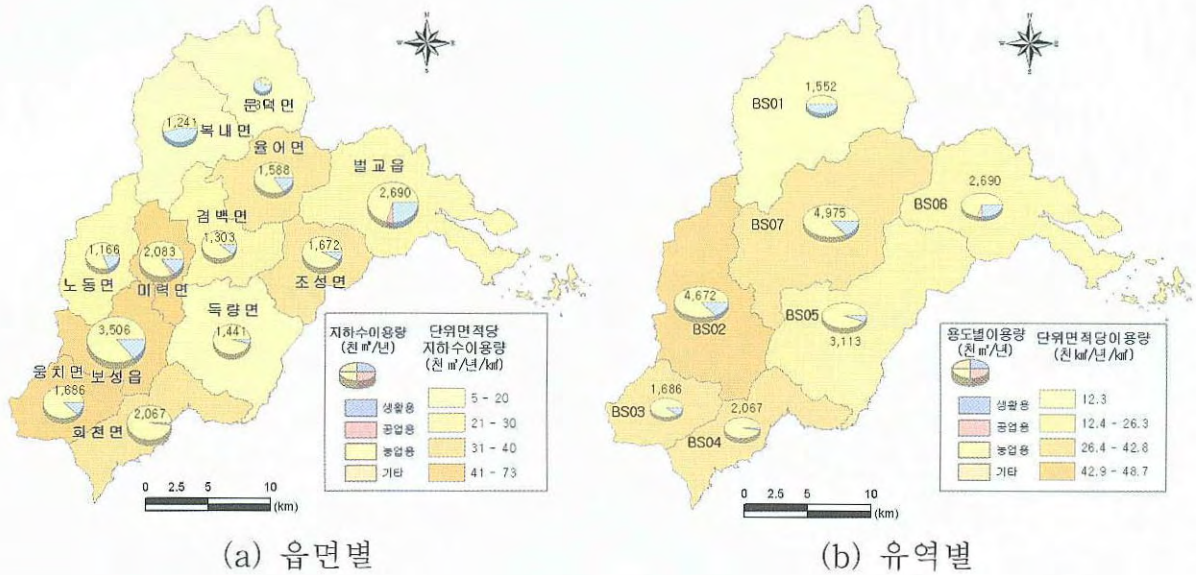 N
W
E
S
문덕면
1,241
복내면
율어면
1,588
벌교읍
2,690
겸백면
1,303
1,166
노동면
2,083
미력면
1,672
조성면
득량면
1,441
3,506
보성읍
웅치면
1,686
회천면
2,067
지하수이용량
(천㎥/년)
생활용
공업용
농업용
기타
단위면적당
지하수이용량
(천㎥/년/㎢)
5 - 20
21 - 30
31 - 40
41 - 73
0 2.5 5 10
(km)
(a) 읍면별
N
W
E
S
1,552
BS01
2,690
BS06
4,975
BS07
4,672
BS02
BS05
3,113
1,686
BS03
2,067
BS04
용도별이용량
(천㎥/년)
생활용
공업용
농업용
기타
단위면적당이용량
(천㎢/년/㎢)
12.3
12.4 - 26.3
26.4 - 42.8
42.9 - 48.7
0 2.5 5 10
(km)
(b) 유역별